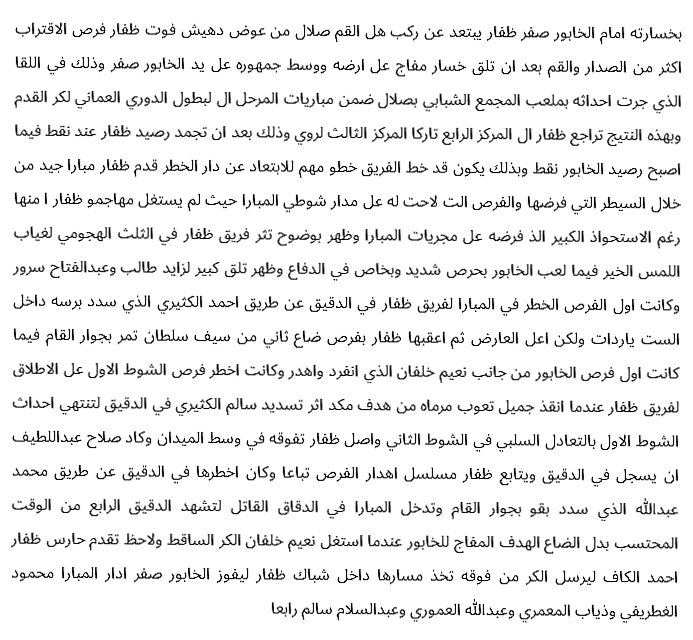 بخسارته امام الخابور صفر ظفار يبتعد عن ركب هل القم صلال من عوض دهيش فوت ظفار فرص الاقتراب
اكثر من الصدار والقم بعد ان تلق خسار مفاج عل ارضه ووسط جمهوره عل يد الخابور صفر وذلك في اللقا
الذي جرت احداثه بملعب المجمع الشبابي بصلال ضمن مباريات المرحل ال لبطول الدوري العماني لكر القدم
وبهذه النتيج تراجع ظفار ال المركز الرابع تاركا المركز الثالث لروي وذلك بعد ان تجمد رصيد ظفار عند نقط فيما
اصبح رصيد الخابور نقط وبذلك يكون قد خط الفريق خطو مهم للابتعاد عن دار الخطر قدم ظفار مبارا جيد من
خلال السيطر التي فرضها والفرص الت لاحت له عل مدار شوطي المبارا حيث لم يستغل مهاجمو ظفار ا منها
رغم الاستحواذ الكبير الذ فرضه عل مجريات المبارا وظهر بوضوح تثر فريق ظفار في الثلث الهجومي لغياب
اللمس الخير فيما لعب الخابور بحرص شديد وبخاص في الدفاع وظهر تلق كبير لزايد طالب وعبدالفتاح سرور
وكانت اول الفرص الخطر في المبارا لفريق ظفار في الدقيق عن طريق احمد الكثيري الذي سدد برسه داخل
الست ياردات ولكن اعل العارض ثم اعقبها ظفار بفرص ضاع ثاني من سيف سلطان تمر بجوار القام فيما
كانت اول فرص الخابور من جانب نعيم خلفان الذي انفرد واهدر وكانت اخطر فرص الشوط الاول عل الاطلاق
لفريق ظفار عندما انقذ جميل تعوب مرماه من هدف مكد اثر تسديد سالم الكثيري في الدقيق لتنتهي احداث
الشوط الاول بالتعادل السلبي في الشوط الثاني واصل ظفار تفوقه في وسط الميدان وكاد صلاح عبداللطيف
ان يسجل في الدقيق ويتابع ظفار مسلسل اهدار الفرص تباعا وكان اخطرها في الدقيق عن طريق محمد
عبدالله الذي سدد بقو بجوار القام وتدخل المبارا في الدقاق القاتل لتشهد الدقيق الرابع من الوقت
المحتسب بدل الضاع الهدف المفاج للخابور عندما استغل نعيم خلفان الكر الساقط ولاحظ تقدم حارس ظفار
احمد الكاف ليرسل الكر من فوقه تخذ مسارها داخل شباك ظفار ليفوز الخابور صفر ادار المبارا محمود
الغطريفي وذياب المعمري وعبدالله العموري وعبدالسلام سالم رابعا